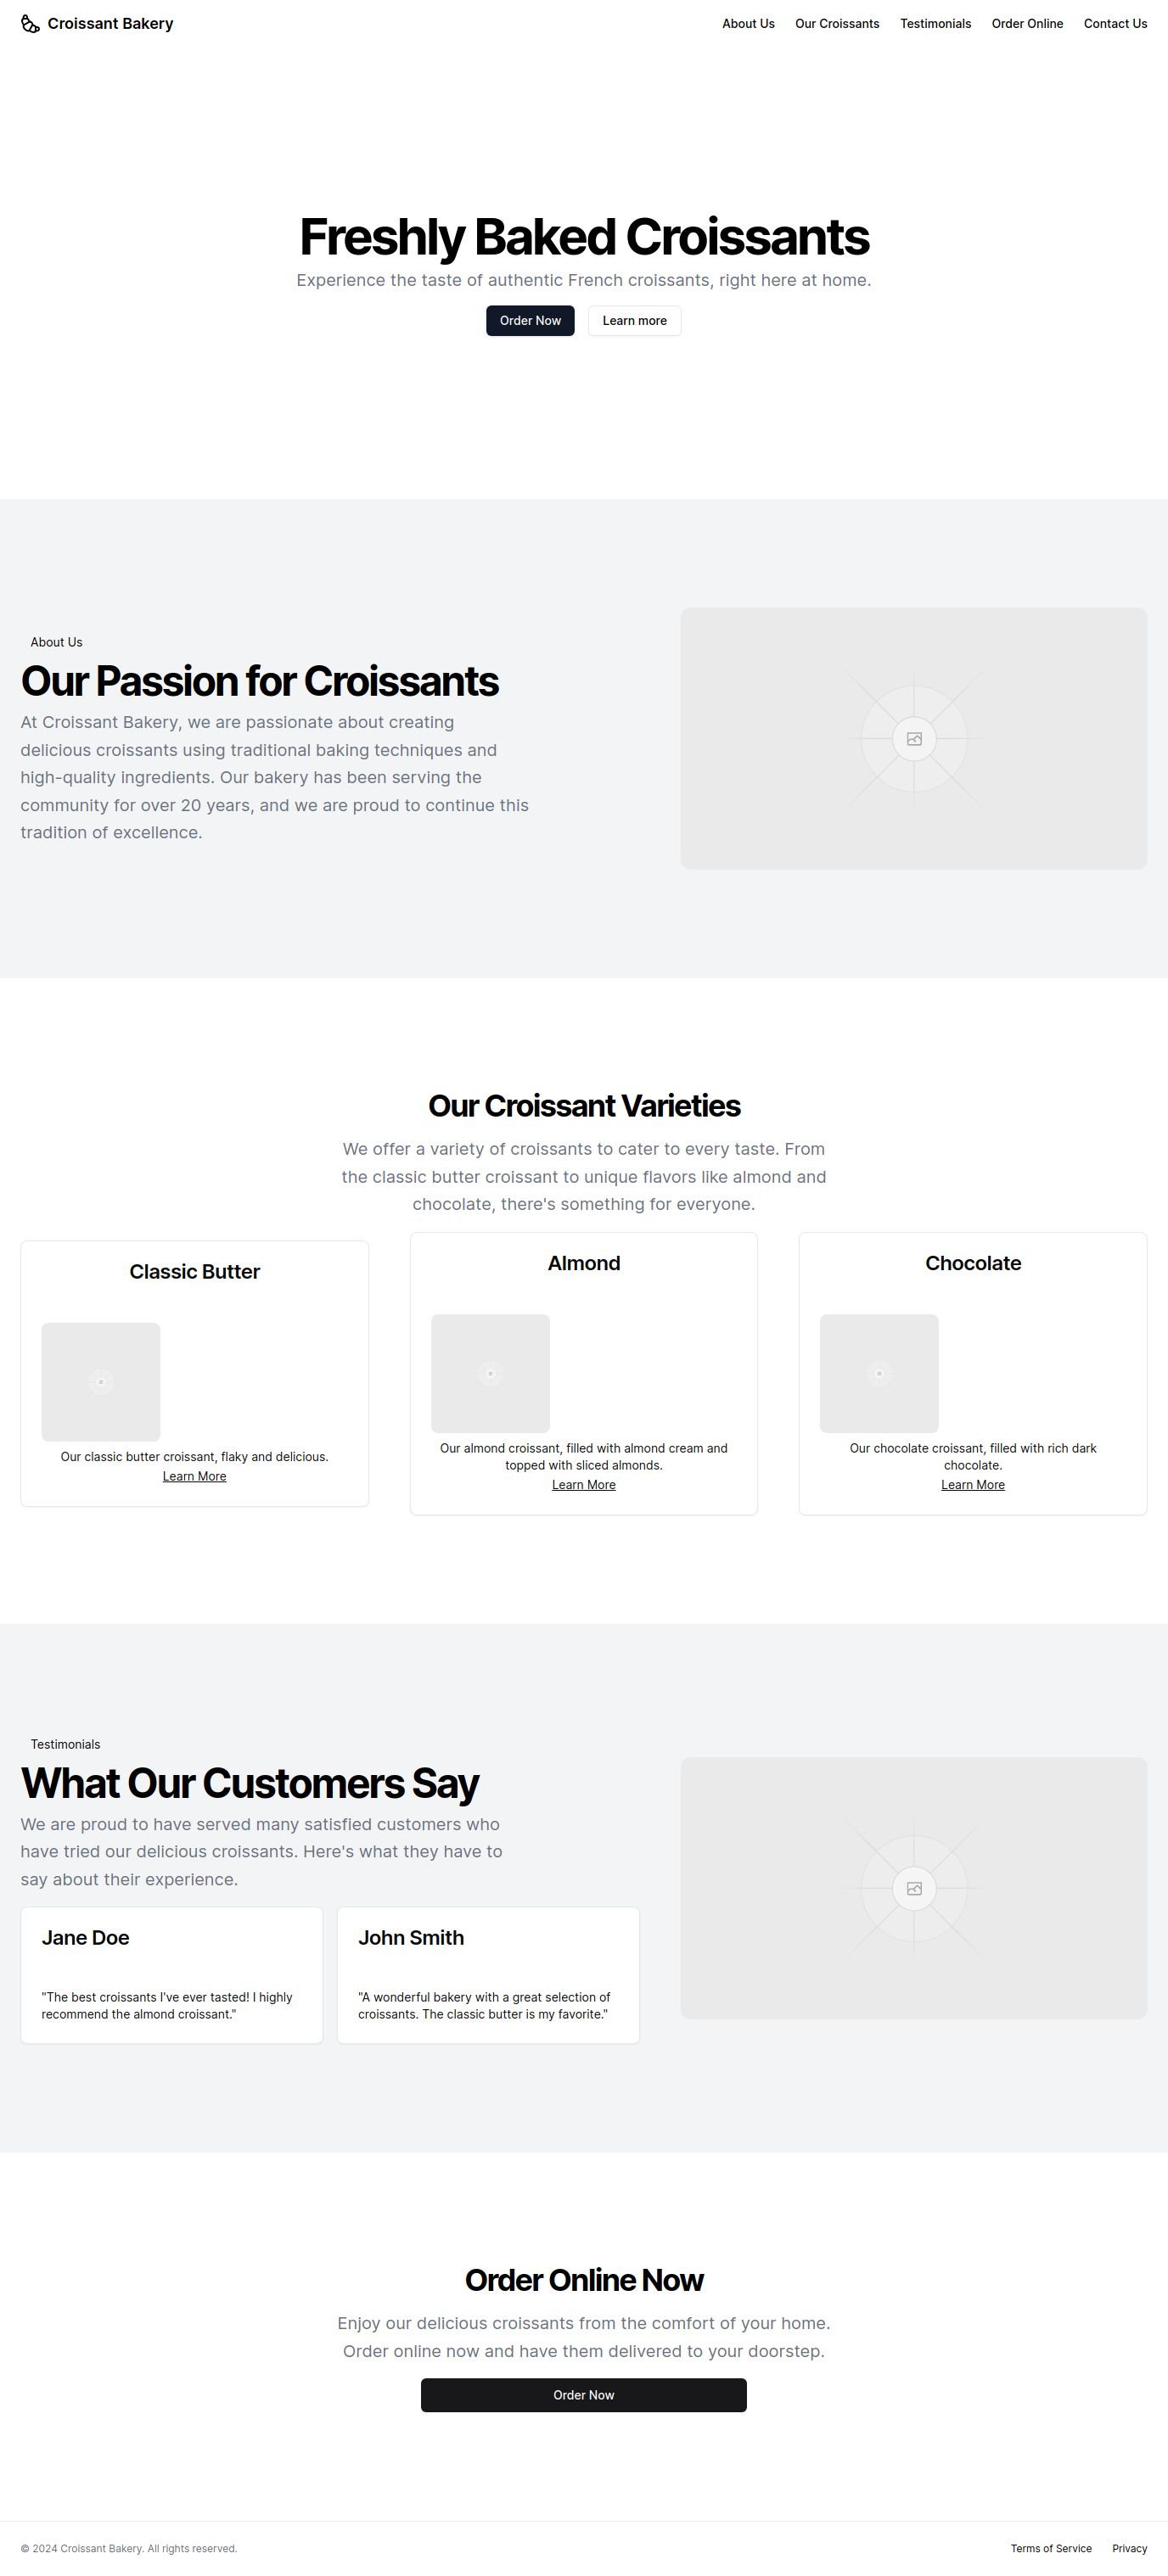 Croissant Bakery
About Us
Our Croissants
Testimonials
Order Online
Contact Us
Freshly Baked Croissants
Experience the taste of authentic French croissants, right here at home.
Order Now
Learn more
About Us
Our Passion for Croissants
At Croissant Bakery, we are passionate about creating
delicious croissants using traditional baking techniques and
high-quality ingredients. Our bakery has been serving the
community for over 20 years, and we are proud to continue this
tradition of excellence.
Our Croissant Varieties
We offer a variety of croissants to cater to every taste. From
the classic butter croissant to unique flavors like almond and
chocolate, there's something for everyone.
Classic Butter
Our classic butter croissant, flaky and delicious.
Learn More
Almond
Our almond croissant, filled with almond cream and
topped with sliced almonds.
Learn More
Chocolate
Our chocolate croissant, filled with rich dark
chocolate.
Learn More
Testimonials
What Our Customers Say
We are proud to have served many satisfied customers who
have tried our delicious croissants. Here's what they have to
say about their experience.
Jane Doe
"The best croissants I've ever tasted! I highly
recommend the almond croissant."
John Smith
"A wonderful bakery with a great selection of
croissants. The classic butter is my favorite."
Order Online Now
Enjoy our delicious croissants from the comfort of your home.
Order online now and have them delivered to your doorstep.
Order Now
© 2024 Croissant Bakery. All rights reserved.
Terms of Service
Privacy